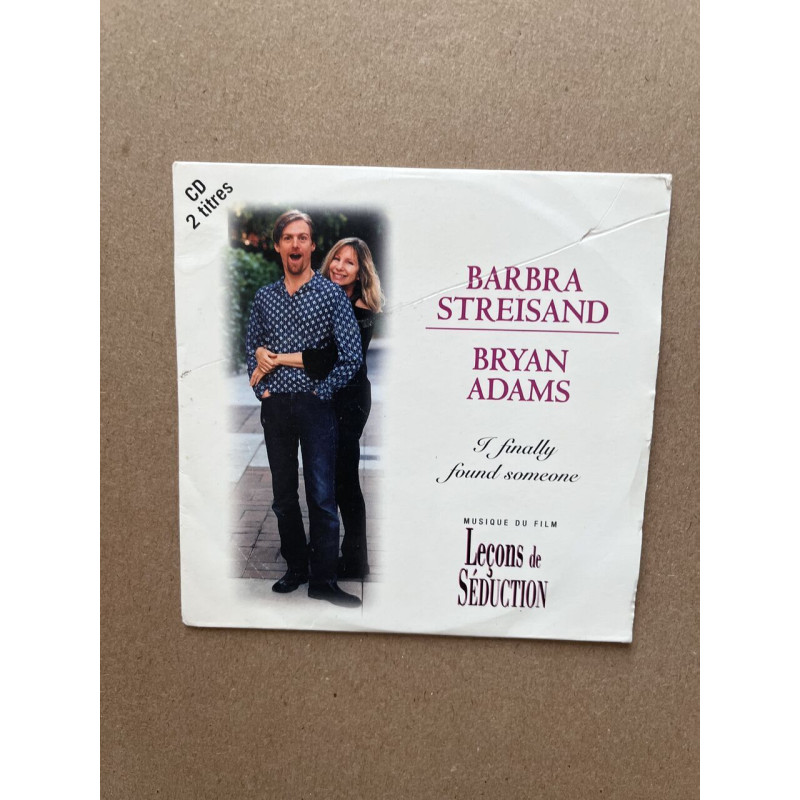 CD
2 titres
BARBRA
STREISAND
BRYAN
ADAMS
I finally
found someone
MUSIQUE DU FILM
Leçons de
SÉDUCTION